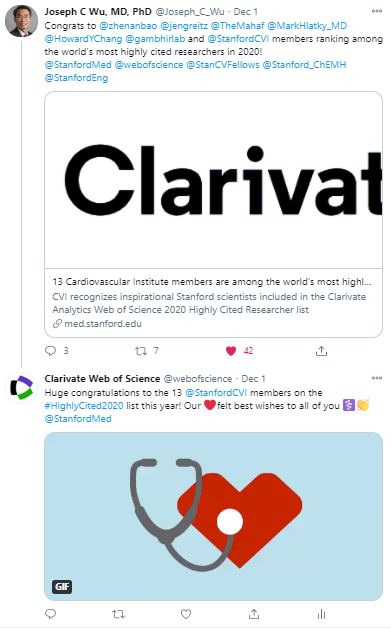 Joseph C Wu, MD, PhD @Joseph_C_Wu · Dec 1
Congrats to @zhenanbao @jengreitz @TheMahaf @MarkHlatky_MD
@HowardYChang @gambhirlab and @StanfordCVI members ranking among
the world's most highly cited researchers in 2020!
@StanfordMed @webofscience @StanCVFellows @Stanford_ChEMH
@StanfordEng
Clarivat
13 Cardiovascular Institute members are among the world's most highl...
CVI recognizes inspirational Stanford scientists included in the Clarivate
Analytics Web of Science 2020 Highly Cited Researcher list
med.stanford.edu
3 7 42
Clarivate Web of Science @webofscience · Dec 1
Huge congratulations to the 13 @StanfordCVI members on the
#HighlyCited2020 list this year! Our ❤️felt best wishes to all of you ⚕️👏
@StanfordMed
GIF